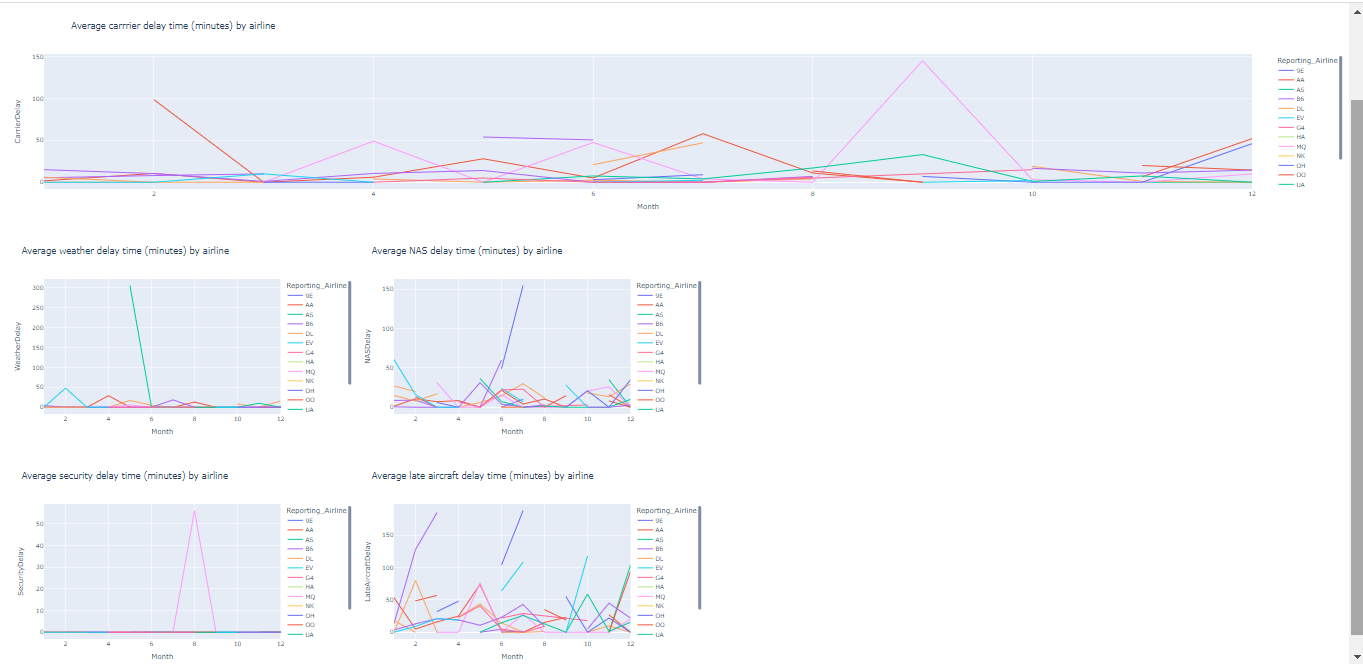 Average carrrier delay time (minutes) by airline
CarrierDelay
150
100
50
0
2
4
6
8
10
12
Month
Reporting_Airline
9E
AA
AS
B6
DL
EV
G4
HA
MQ
NK
OH
OO
UA
Average weather delay time (minutes) by airline
WeatherDelay
300
250
200
150
100
50
0
2
4
6
8
10
12
Month
Reporting_Airline
9E
AA
AS
B6
DL
EV
G4
HA
MQ
NK
OH
OO
UA
Average NAS delay time (minutes) by airline
NASDelay
150
100
50
0
2
4
6
8
10
12
Month
Reporting_Airline
9E
AA
AS
B6
DL
EV
G4
HA
MQ
NK
OH
OO
UA
Average security delay time (minutes) by airline
SecurityDelay
50
40
30
20
10
0
2
4
6
8
10
12
Month
Reporting_Airline
9E
AA
AS
B6
DL
EV
G4
HA
MQ
NK
OH
OO
UA
Average late aircraft delay time (minutes) by airline
LateAircraftDelay
150
100
50
0
2
4
6
8
10
12
Month
Reporting_Airline
9E
AA
AS
B6
DL
EV
G4
HA
MQ
NK
OH
OO
UA